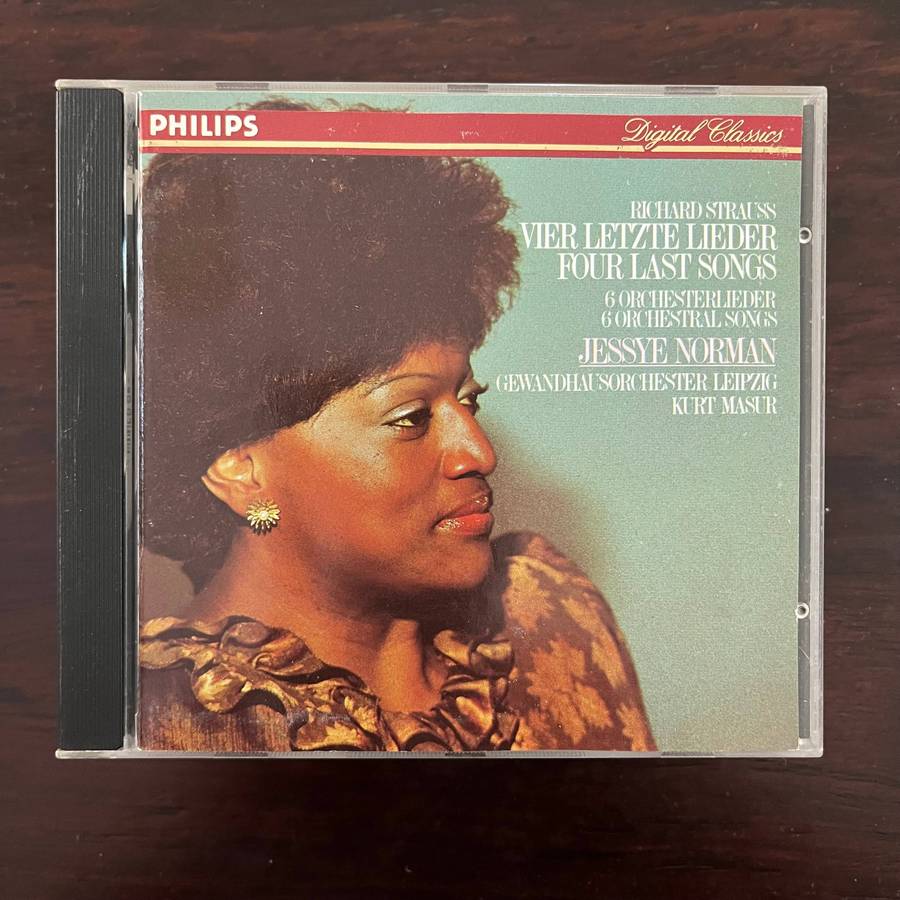 PHILIPS
Digital Classics
RICHARD STRAUSS
VIER LETZTE LIEDER
FOUR LAST SONGS
6 ORCHESTERLIEDER
6 ORCHESTRAL SONGS
JESSYE NORMAN
GEWANDHAUSORCHESTER LEIPZIG
KURT MASUR